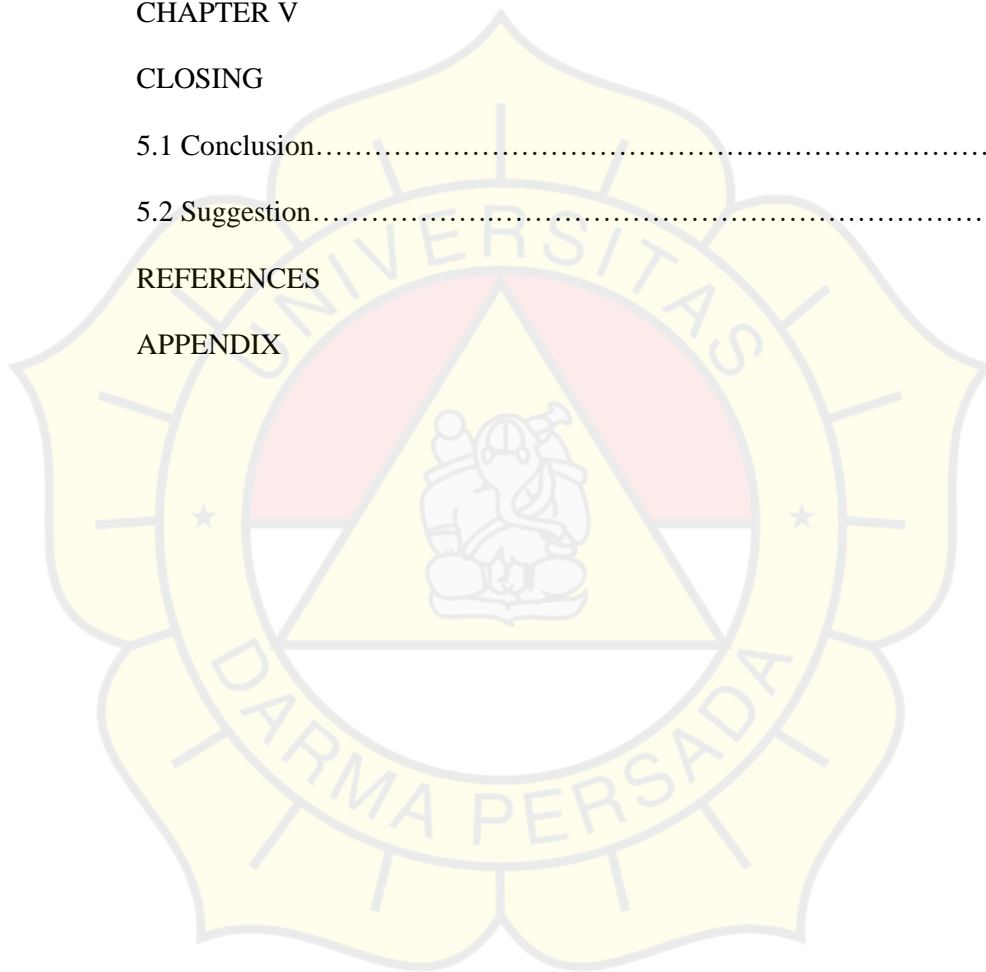 CHAPTER V
CLOSING
5.1 Conclusion…………………………………………………………………
5.2 Suggestion…………...……………………………………………………
REFERENCES
APPENDIX
UNIVERSITAS
DARMA PERSADA